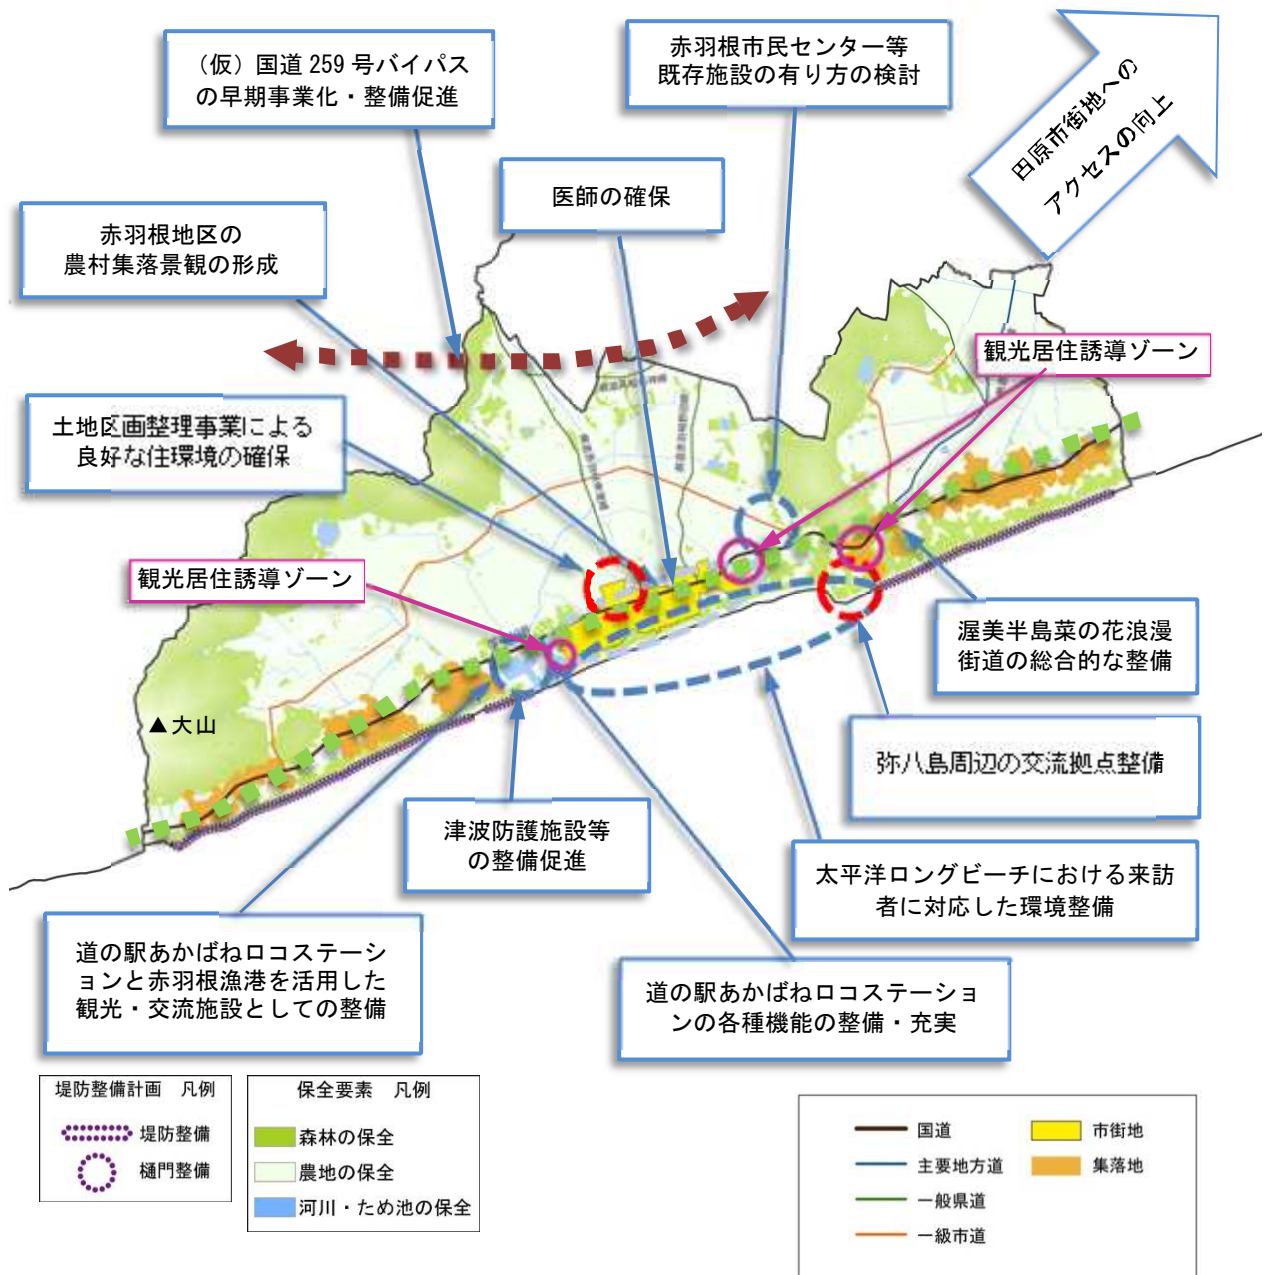 （仮）国道 259 号バイパス
の早期事業化・整備促進
赤羽根市民センター等
既存施設の有り方の検討
田原市街地への
アクセスの向上
医師の確保
赤羽根地区の
農村集落景観の形成
観光居住誘導ゾーン
土地区画整理事業による
良好な住環境の確保
観光居住誘導ゾーン
渥美半島菜の花浪漫
街道の総合的な整備
▲大山
弥八島周辺の交流拠点整備
津波防護施設等
の整備促進
太平洋ロングビーチにおける来訪
者に対応した環境整備
道の駅あかばねロコステーシ
ョンと赤羽根漁港を活用した
観光・交流施設としての整備
道の駅あかばねロコステーショ
ンの各種機能の整備・充実
堤防整備計画　凡例
堤防整備
樋門整備
保全要素　凡例
森林の保全
農地の保全
河川・ため池の保全
国道
主要地方道
一般県道
一級市道
市街地
集落地